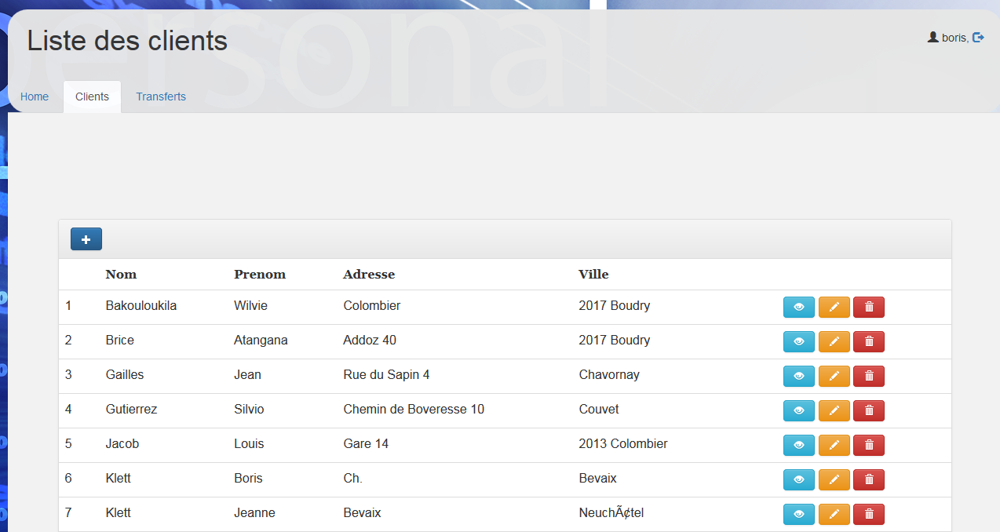 personal
Liste des clients
boris,
Home Clients Transferts
Nom Prenom Adresse Ville
1 Bakouloukila Wilvie Colombier 2017 Boudry
2 Brice Atangana Addoz 40 2017 Boudry
3 Gailles Jean Rue du Sapin 4 Chavornay
4 Gutierrez Silvio Chemin de Boveresse 10 Couvet
5 Jacob Louis Gare 14 2013 Colombier
6 Klett Boris Ch. Bevaix
7 Klett Jeanne Bevaix NeuchÃ¢tel